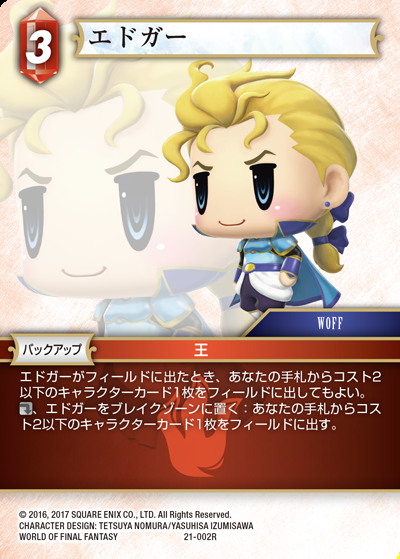 3
エドガー
WOFF
バックアップ
王
エドガーがフィールドに出たとき、あなたの手札からコスト2
以下のキャラクターカード1枚をフィールドに出してもよい。
、エドガーをブレイクゾーンに置く：あなたの手札からコス
ト2以下のキャラクターカード1枚をフィールドに出す。
© 2016, 2017 SQUARE ENIX CO., LTD. All Rights Reserved.
CHARACTER DESIGN: TETSUYA NOMURA/YASUHISA IZUMISAWA
WORLD OF FINAL FANTASY 21-002R